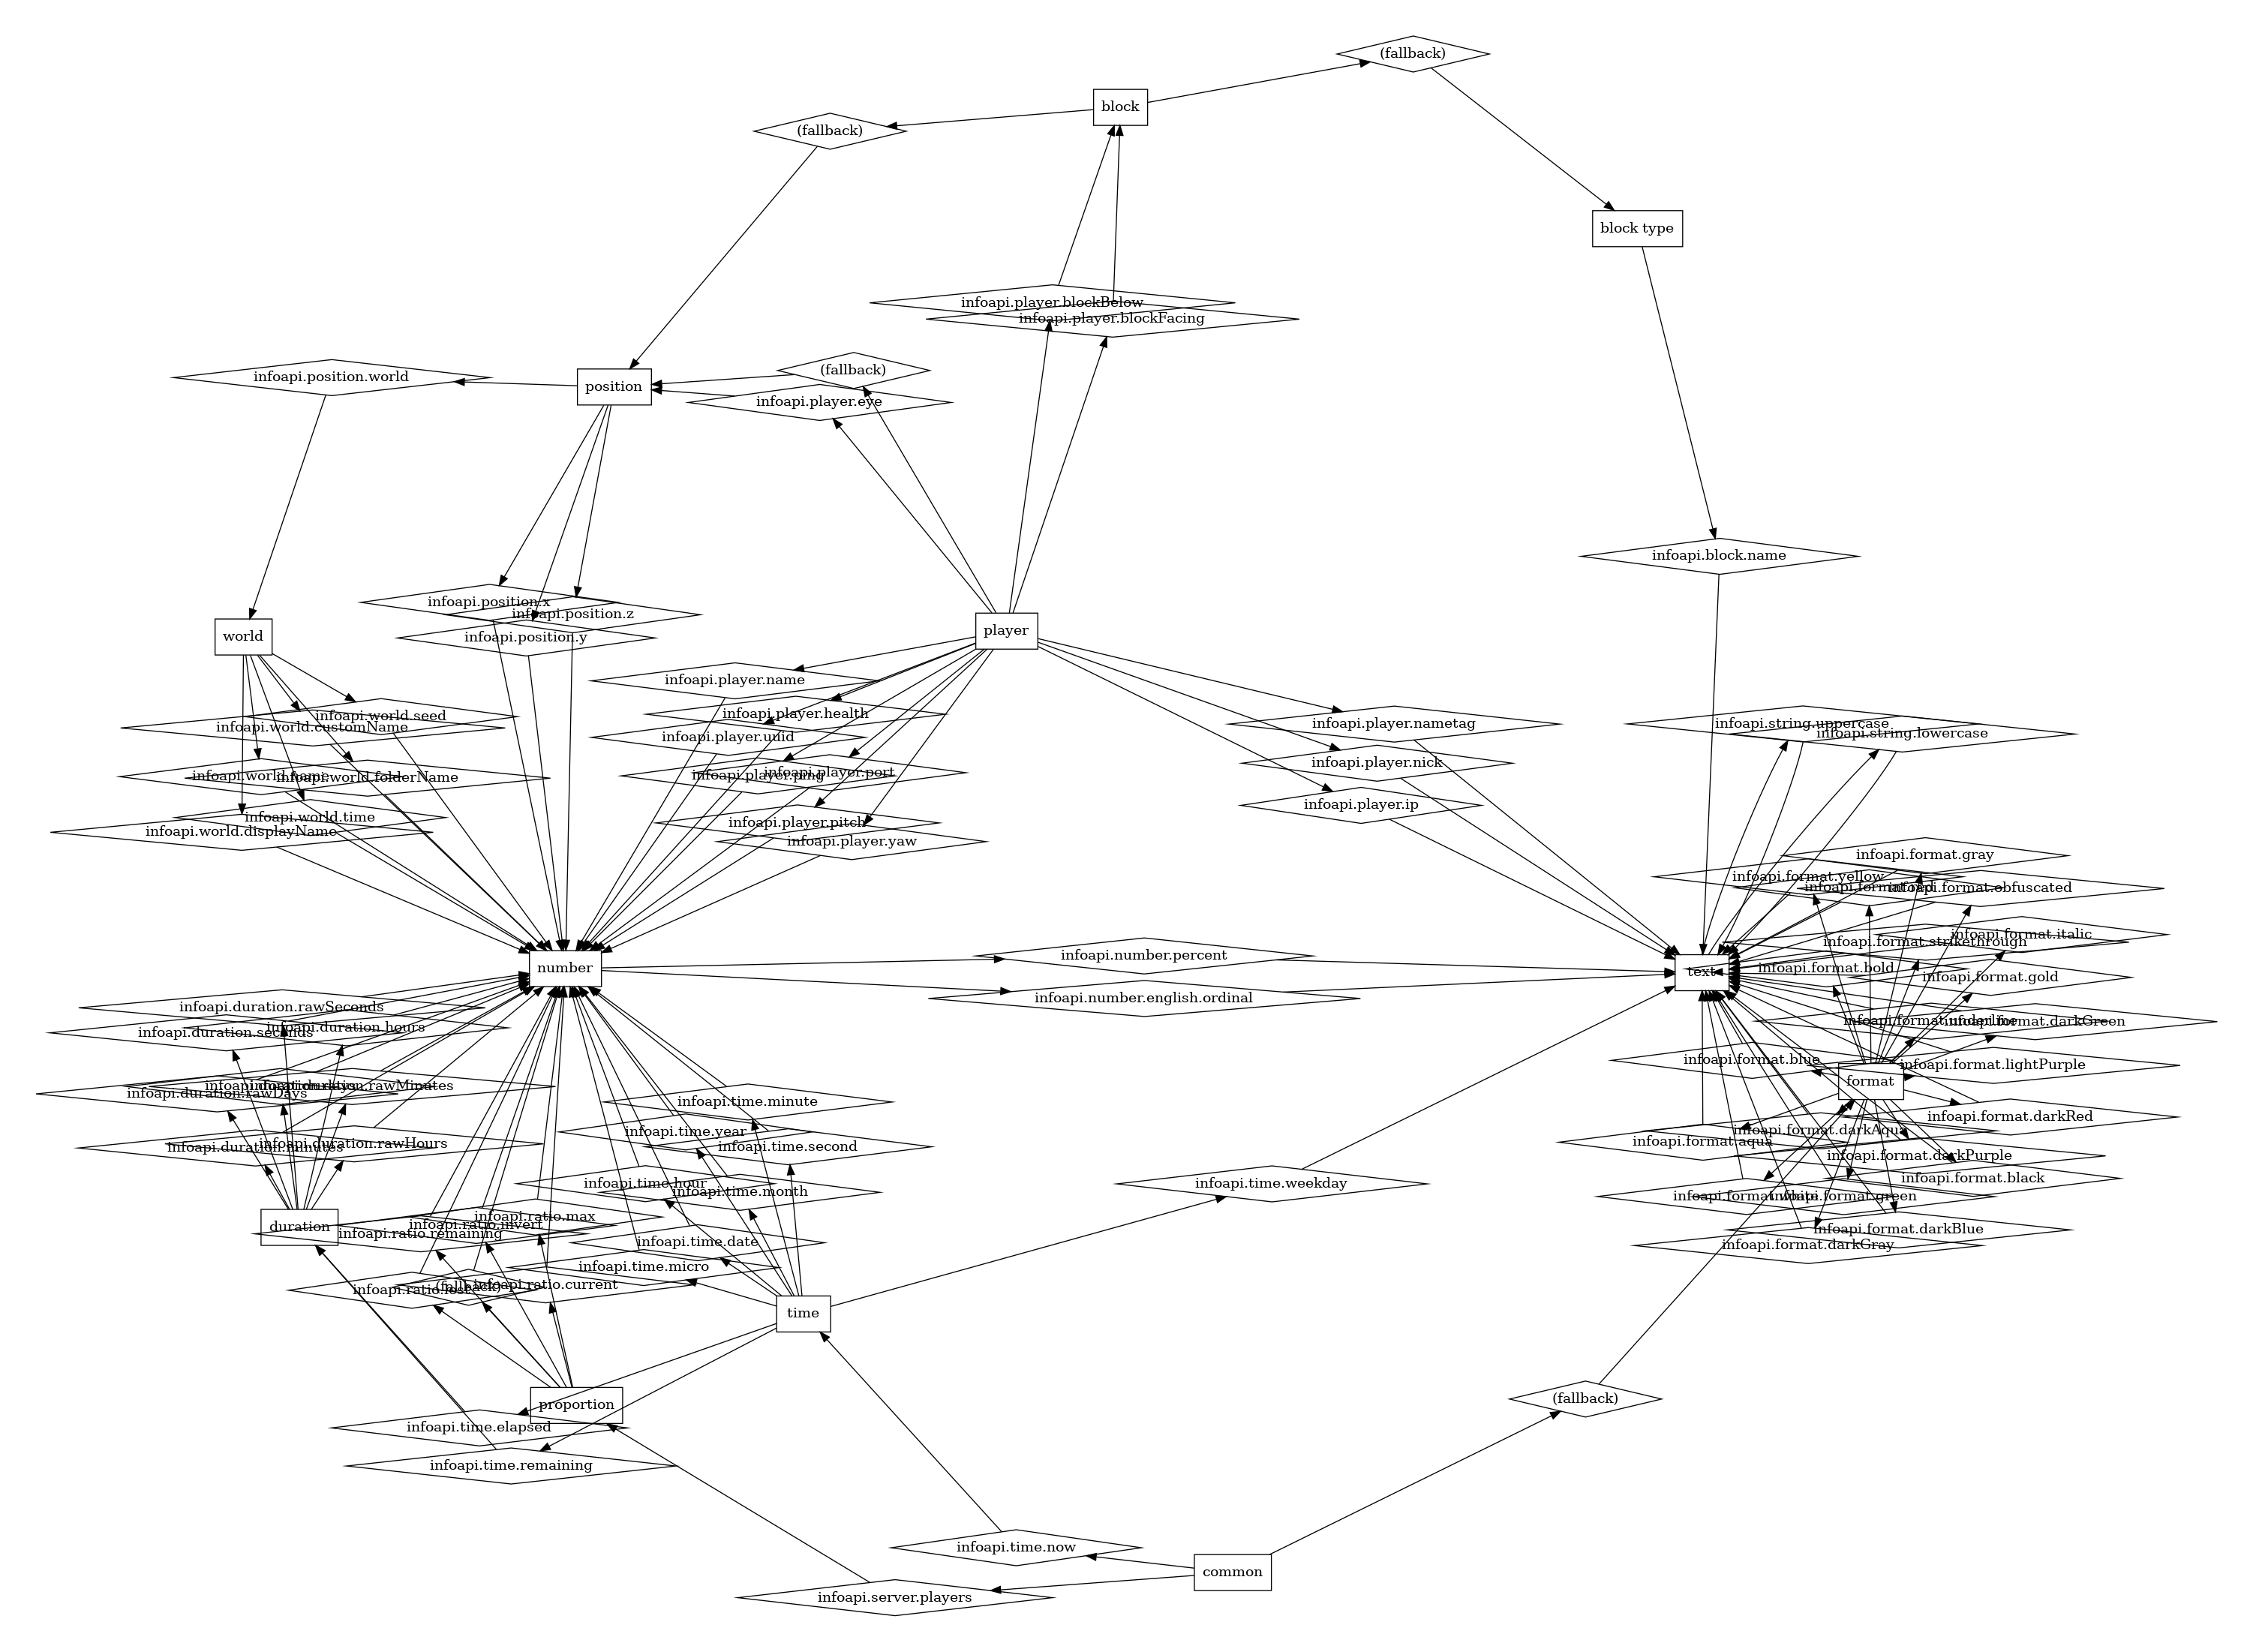 (fallback)
block
(fallback)
block type
infoapi.player.blockBelow
infoapi.player.blockFacing
(fallback)
infoapi.position.world
position
infoapi.player.eye
infoapi.block.name
infoapi.position.x
infoapi.position.z
player
world
infoapi.position.y
infoapi.player.name
infoapi.player.health
infoapi.world.seed
infoapi.player.nametag
infoapi.string.uppercase
infoapi.world.customName
infoapi.string.lowercase
infoapi.player.uuid
infoapi.player.nick
infoapi.player.port
infoapi.player.ping
infoapi.world.name
infoapi.world.folderName
infoapi.player.ip
infoapi.world.time
infoapi.player.pitch
infoapi.world.displayName
infoapi.player.yaw
infoapi.format.gray
infoapi.format.yellow
infoapi.format.red
infoapi.format.obfuscated
infoapi.format.italic
infoapi.format.strikethrough
infoapi.number.percent
number
infoapi.format.bold
text
infoapi.format.gold
infoapi.number.english.ordinal
infoapi.duration.rawSeconds
infoapi.format.underline
infoapi.format.darkGreen
infoapi.duration.hours
infoapi.duration.seconds
infoapi.format.blue
infoapi.format.lightPurple
format
infoapi.duration.days
infoapi.duration.rawMinutes
infoapi.duration.rawDays
infoapi.time.minute
infoapi.format.darkRed
infoapi.time.year
infoapi.format.darkAqua
infoapi.format.aqua
infoapi.duration.rawHours
infoapi.duration.minutes
infoapi.time.second
infoapi.format.darkPurple
infoapi.format.black
infoapi.time.hour
infoapi.time.weekday
infoapi.time.month
infoapi.format.white
infoapi.format.green
infoapi.ratio.max
duration
infoapi.ratio.invert
infoapi.ratio.remaining
infoapi.format.darkBlue
infoapi.time.date
infoapi.format.darkGray
infoapi.time.micro
(fallback)
infoapi.ratio.current
infoapi.ratio.lost
time
(fallback)
proportion
infoapi.time.elapsed
infoapi.time.remaining
infoapi.time.now
common
infoapi.server.players